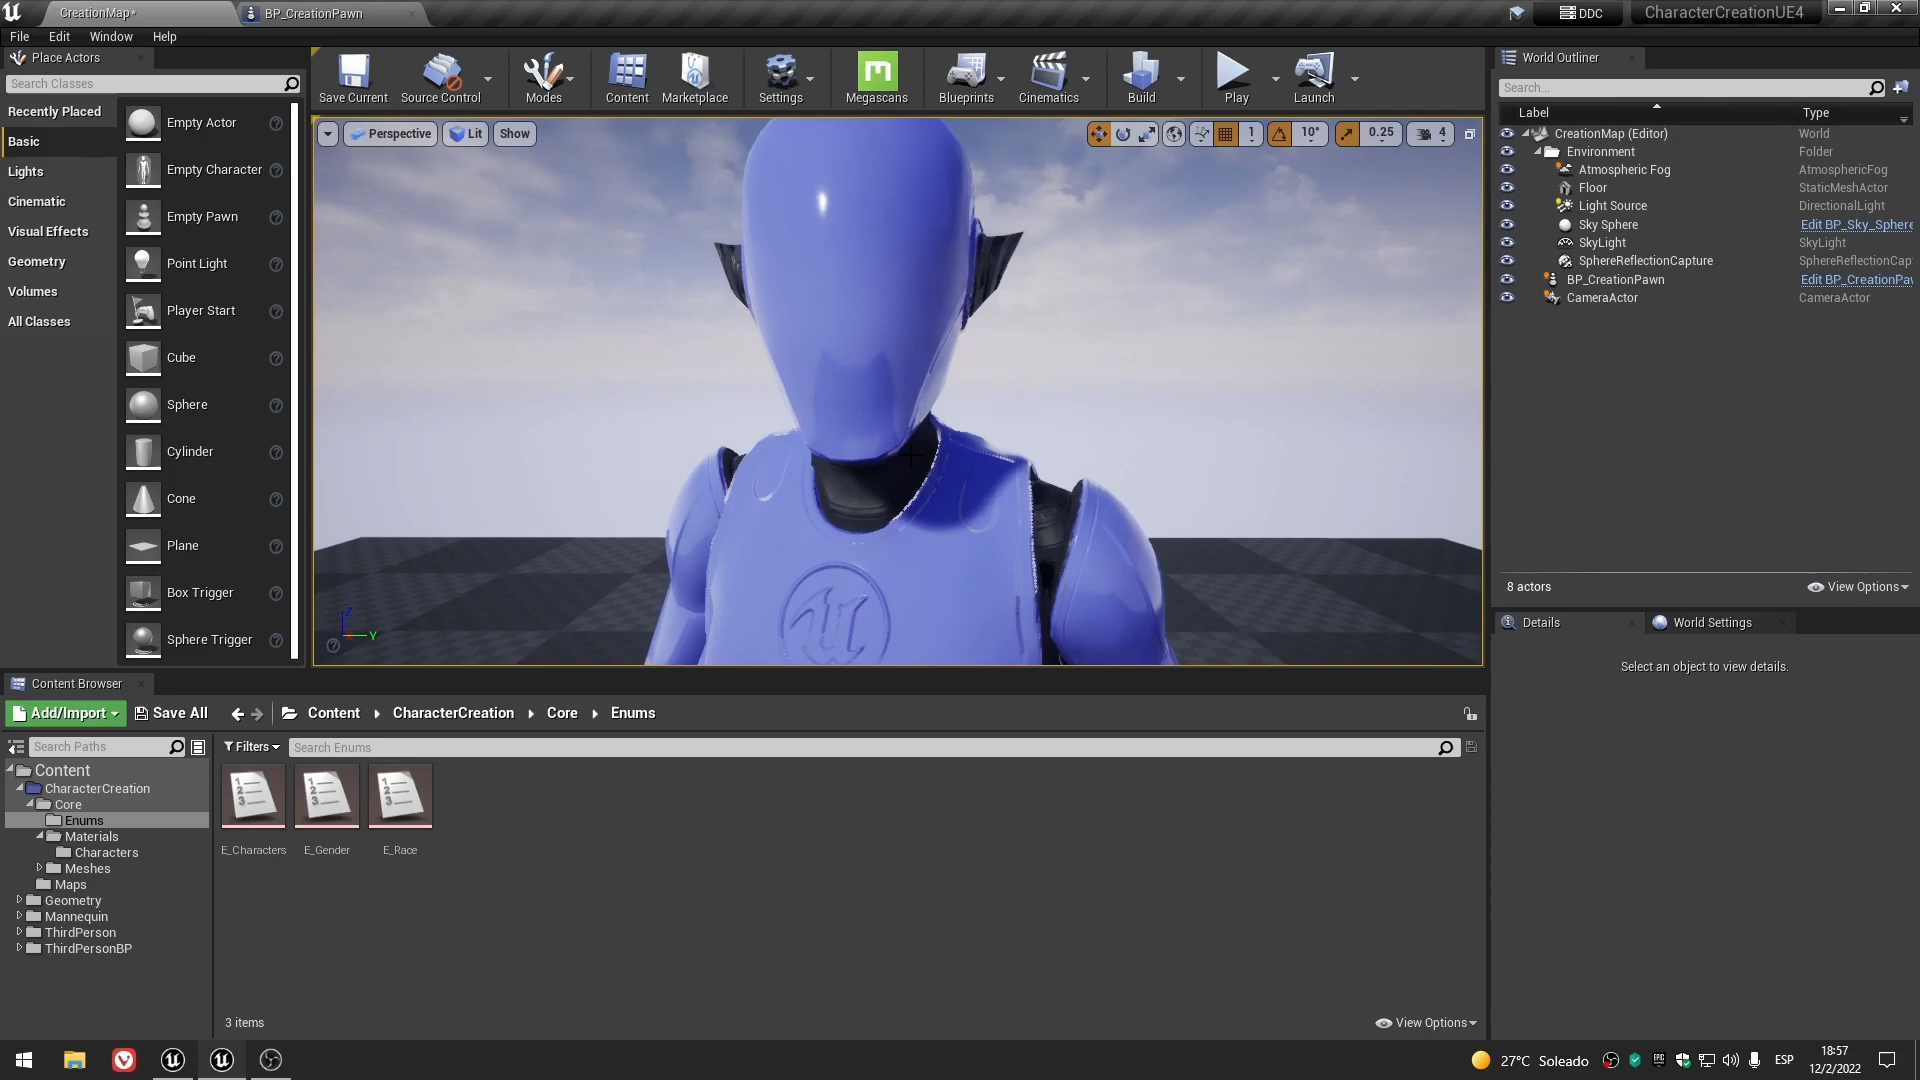 CreationMap*
BP_CreationPawn
DDC
CharacterCreationUE4
File Edit Window Help
Place Actors
Search Classes
Recently Placed
Basic
Lights
Cinematic
Visual Effects
Geometry
Volumes
All Classes
Empty Actor
Empty Character
Empty Pawn
Point Light
Player Start
Cube
Sphere
Cylinder
Cone
Plane
Box Trigger
Sphere Trigger
Save Current Source Control Modes Content Marketplace Settings Megascans Blueprints Cinematics Build Play Launch
Perspective Lit Show
1 10° 0.25 4
Z
Y
World Outliner
Search...
Label Type
CreationMap (Editor) World
Environment Folder
Atmospheric Fog AtmosphericFog
Floor StaticMeshActor
Light Source DirectionalLight
Sky Sphere Edit BP_Sky_Sphere
SkyLight SkyLight
SphereReflectionCapture SphereReflectionCap
BP_CreationPawn Edit BP_CreationPaw
CameraActor CameraActor
8 actors View Options
Details World Settings
Select an object to view details.
Content Browser
Add/Import Save All Content CharacterCreation Core Enums
Search Paths
Filters Search Enums
Content
CharacterCreation
Core
Enums
Materials
Characters
Meshes
Maps
Geometry
Mannequin
ThirdPerson
ThirdPersonBP
E_Characters E_Gender E_Race
3 items View Options
27°C Soleado
ESP
18:57
12/2/2022